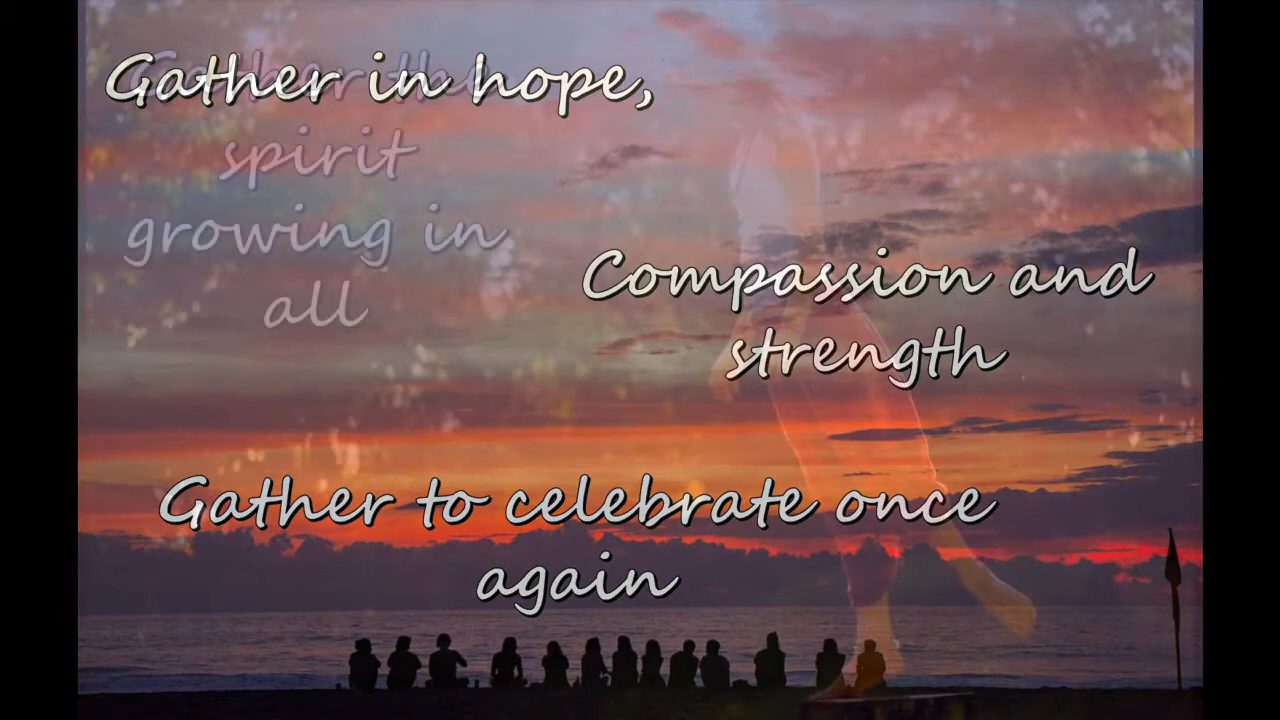 Gather in hope,
spirit
growing in
all
Compassion and
strength
Gather to celebrate once
again